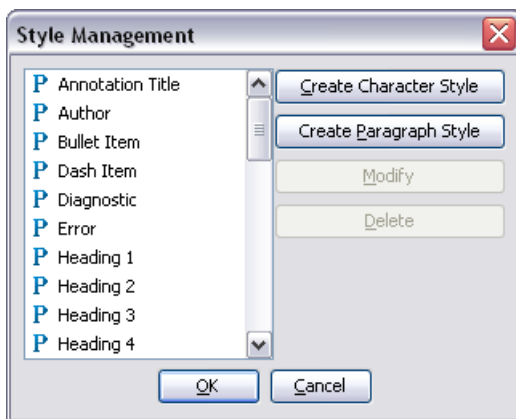 Style Management
P Annotation Title
P Author
P Bullet Item
P Dash Item
P Diagnostic
P Error
P Heading 1
P Heading 2
P Heading 3
P Heading 4
Create Character Style
Create Paragraph Style
Modify
Delete
OK
Cancel